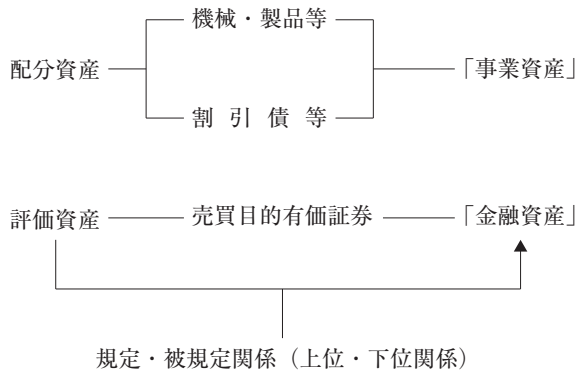 機械・製品等
配分資産
「事業資産」
割引債等
評価資産 売買目的有価証券 「金融資産」
規定・被規定関係（上位・下位関係）